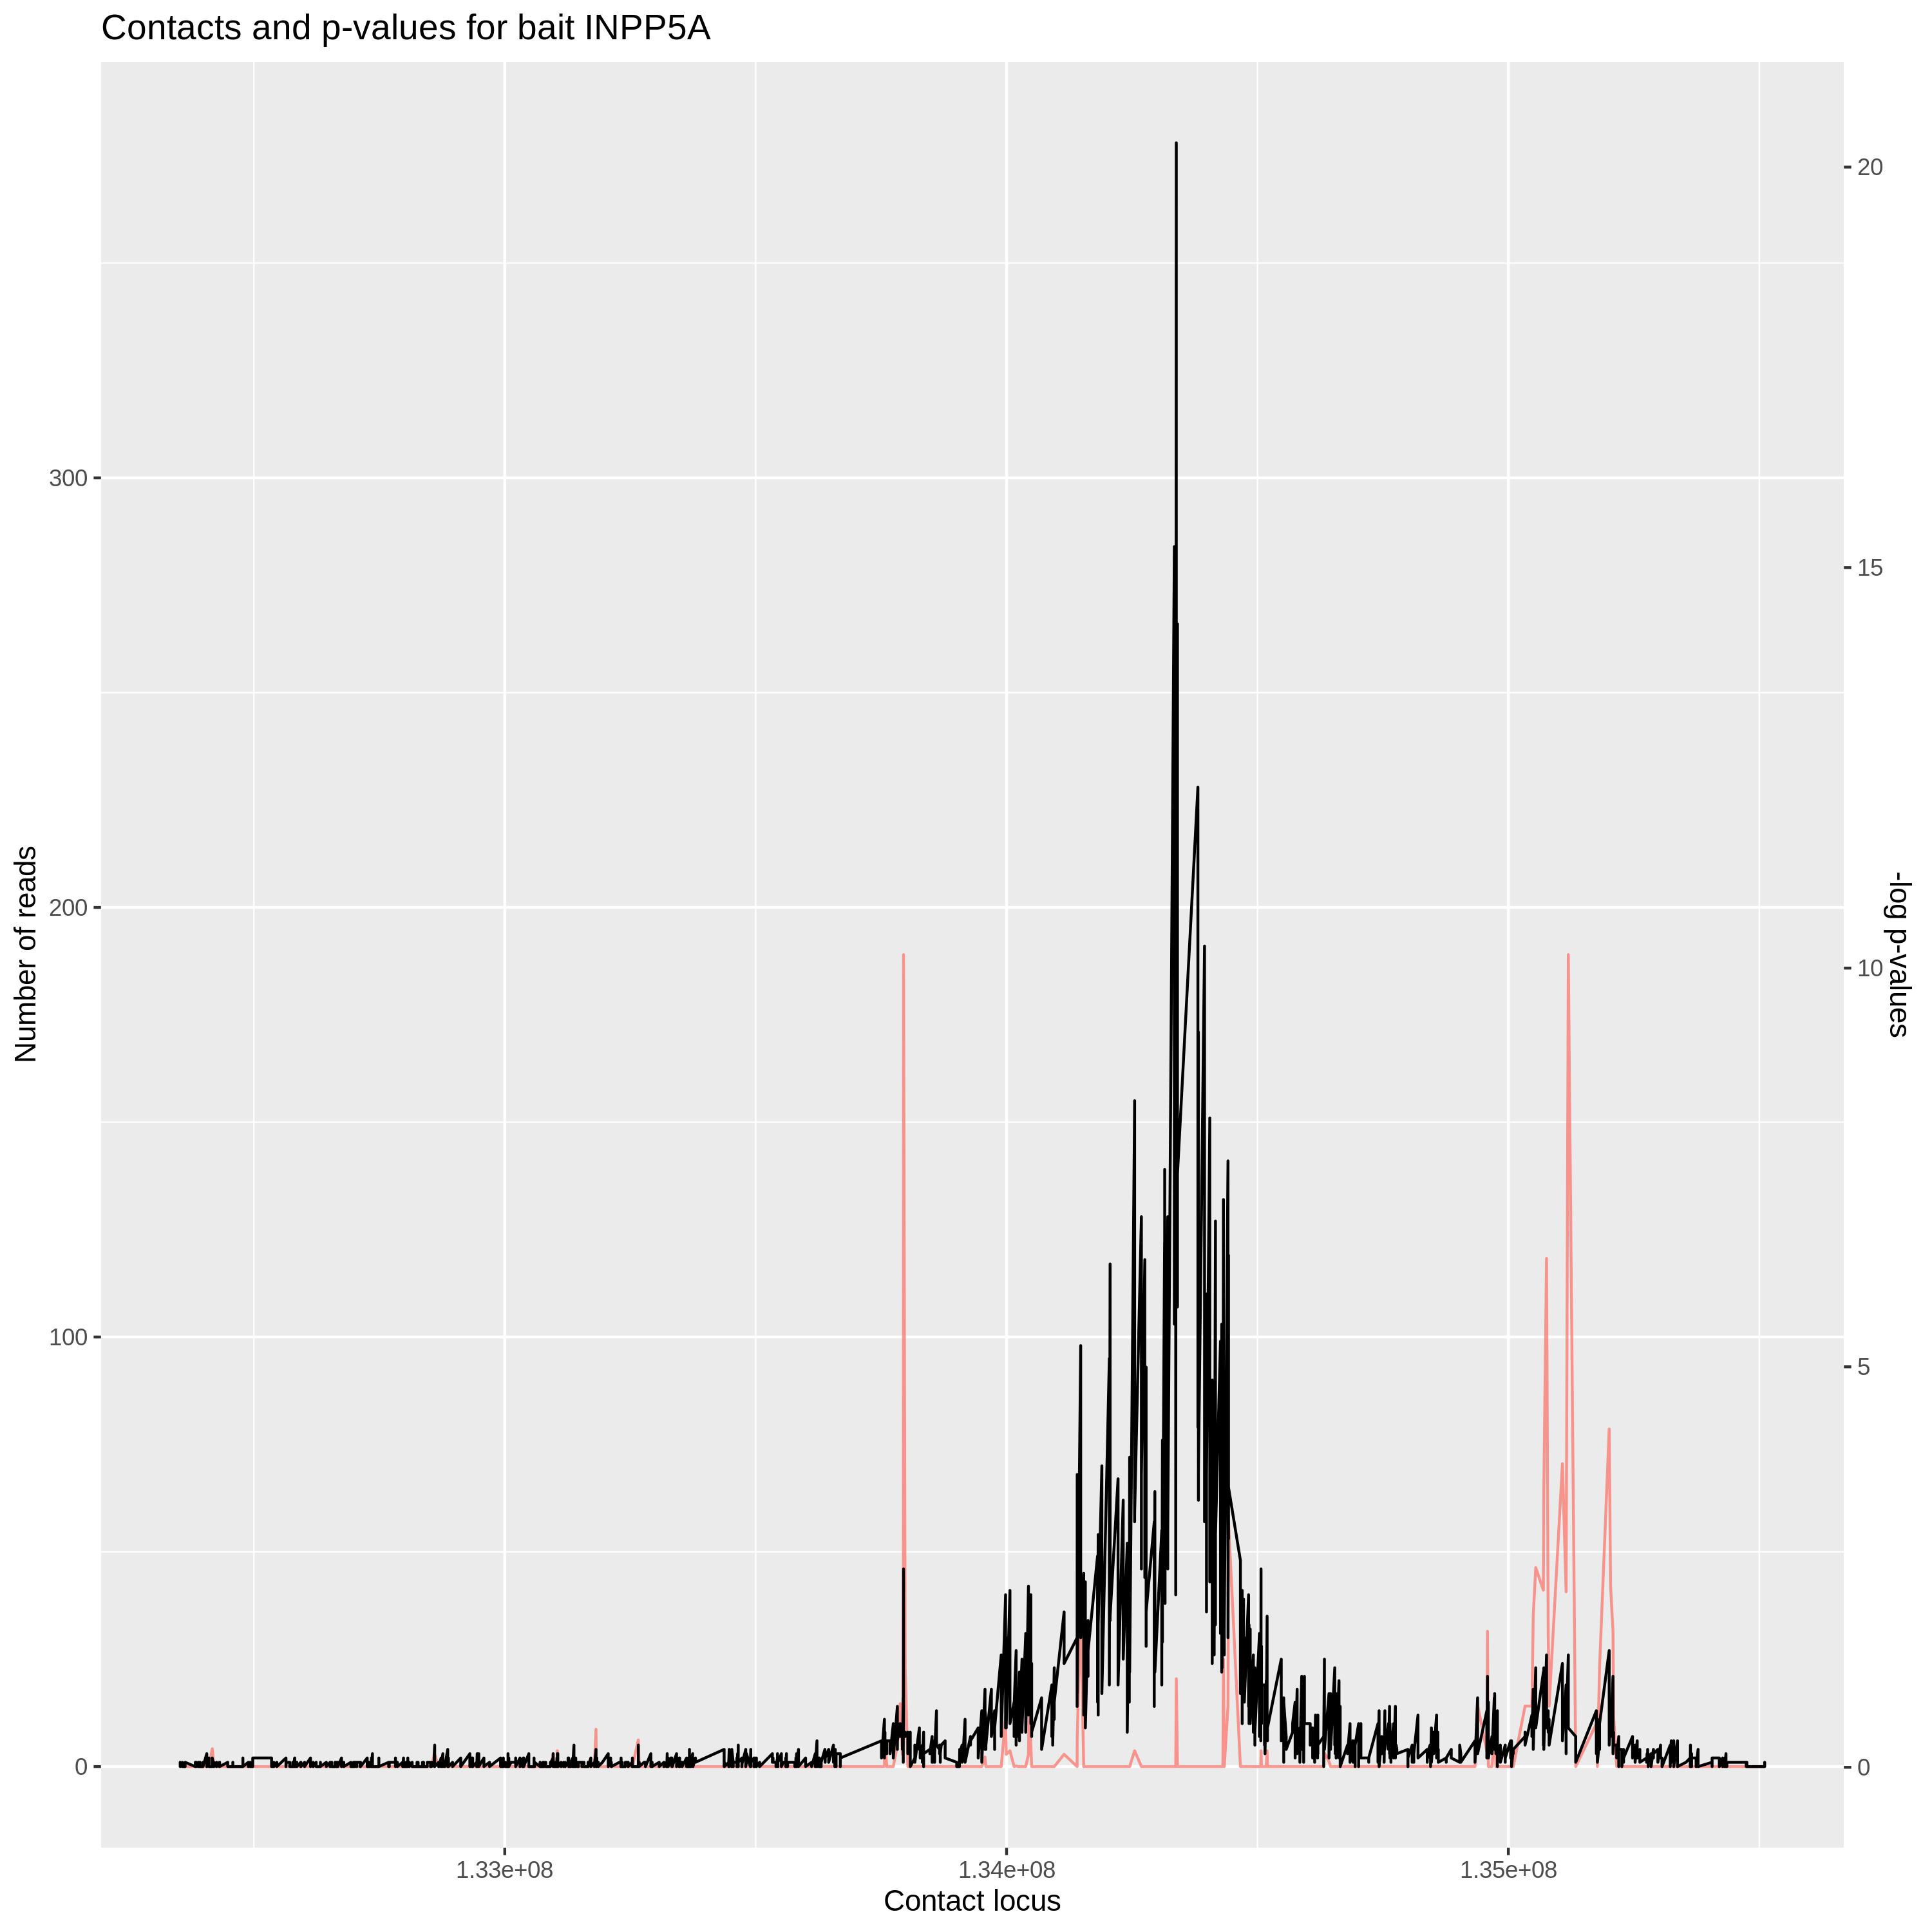 Contacts and p-values for bait INPP5A
Number of reads
300
200
100
0
20
15
10
5
0
-log p-values
1.33e+08
1.34e+08
1.35e+08
Contact locus